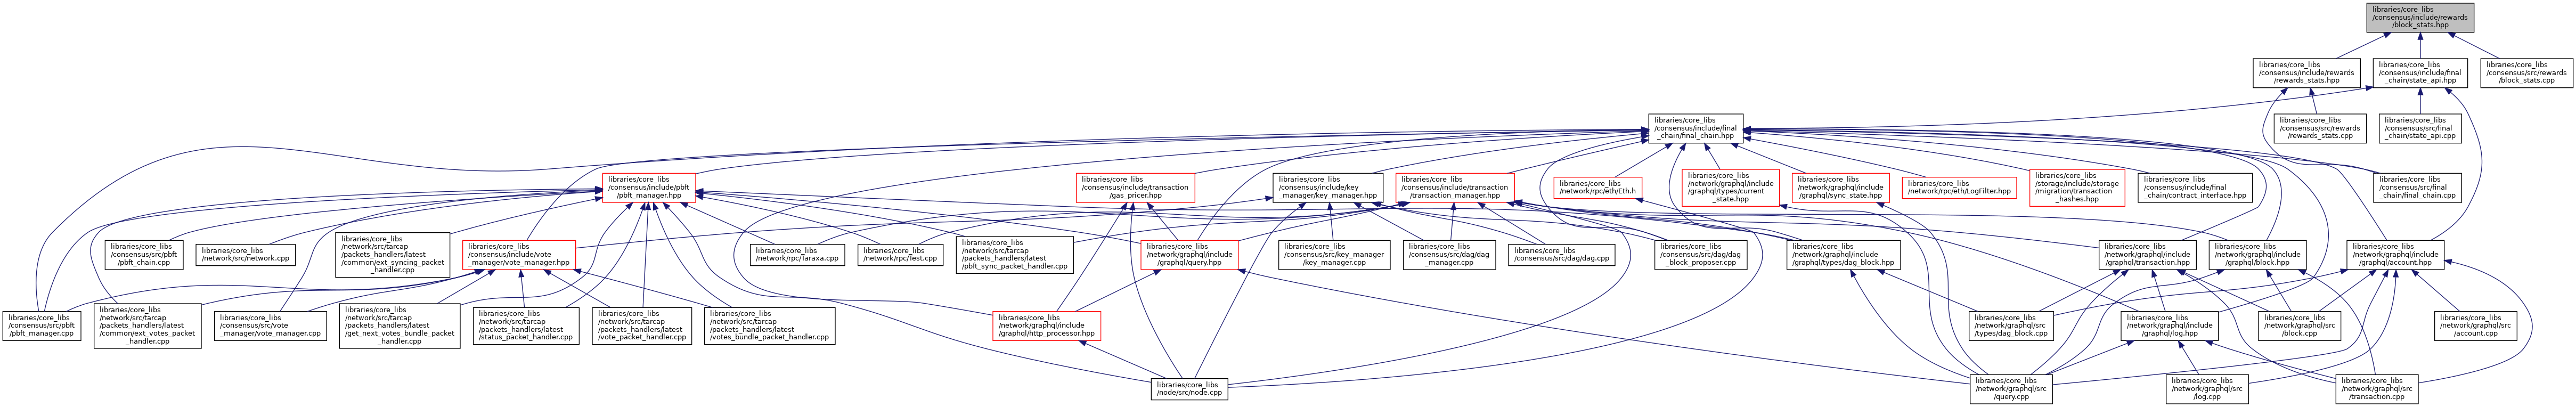 libraries/core_libs
/consensus/include/rewards
/block_stats.hpp
libraries/core_libs
/consensus/include/rewards
/rewards_stats.hpp
libraries/core_libs
/consensus/include/final
_chain/state_api.hpp
libraries/core_libs
/consensus/src/rewards
/block_stats.cpp
libraries/core_libs
/consensus/include/final
_chain/final_chain.hpp
libraries/core_libs
/consensus/src/rewards
/rewards_stats.cpp
libraries/core_libs
/consensus/src/final
_chain/state_api.cpp
libraries/core_libs
/consensus/include/pbft
/pbft_manager.hpp
libraries/core_libs
/consensus/include/transaction
/gas_pricer.hpp
libraries/core_libs
/consensus/include/key
_manager/key_manager.hpp
libraries/core_libs
/consensus/include/transaction
/transaction_manager.hpp
libraries/core_libs
/network/rpc/eth/Eth.h
libraries/core_libs
/network/graphql/include
/graphql/types/current
_state.hpp
libraries/core_libs
/network/graphql/include
/graphql/sync_state.hpp
libraries/core_libs
/network/rpc/eth/LogFilter.hpp
libraries/core_libs
/storage/include/storage
/migration/transaction
_hashes.hpp
libraries/core_libs
/consensus/include/final
_chain/contract_interface.hpp
libraries/core_libs
/consensus/src/final
_chain/final_chain.cpp
libraries/core_libs
/consensus/src/pbft
/pbft_chain.cpp
libraries/core_libs
/network/src/network.cpp
libraries/core_libs
/network/src/tarcap
/packets_handlers/latest
/common/ext_syncing_packet
_handler.cpp
libraries/core_libs
/consensus/include/vote
_manager/vote_manager.hpp
libraries/core_libs
/network/rpc/Taraxa.cpp
libraries/core_libs
/network/rpc/Test.cpp
libraries/core_libs
/network/src/tarcap
/packets_handlers/latest
/pbft_sync_packet_handler.cpp
libraries/core_libs
/network/graphql/include
/graphql/query.hpp
libraries/core_libs
/consensus/src/key_manager
/key_manager.cpp
libraries/core_libs
/consensus/src/dag/dag
_manager.cpp
libraries/core_libs
/consensus/src/dag/dag.cpp
libraries/core_libs
/consensus/src/dag/dag
_block_proposer.cpp
libraries/core_libs
/network/graphql/include
/graphql/types/dag_block.hpp
libraries/core_libs
/network/graphql/include
/graphql/transaction.hpp
libraries/core_libs
/network/graphql/include
/graphql/block.hpp
libraries/core_libs
/network/graphql/include
/graphql/account.hpp
libraries/core_libs
/consensus/src/pbft
/pbft_manager.cpp
libraries/core_libs
/network/src/tarcap
/packets_handlers/latest
/common/ext_votes_packet
_handler.cpp
libraries/core_libs
/consensus/src/vote
_manager/vote_manager.cpp
libraries/core_libs
/network/src/tarcap
/packets_handlers/latest
/get_next_votes_bundle_packet
_handler.cpp
libraries/core_libs
/network/src/tarcap
/packets_handlers/latest
/status_packet_handler.cpp
libraries/core_libs
/network/src/tarcap
/packets_handlers/latest
/vote_packet_handler.cpp
libraries/core_libs
/network/src/tarcap
/packets_handlers/latest
/votes_bundle_packet_handler.cpp
libraries/core_libs
/network/graphql/include
/graphql/http_processor.hpp
libraries/core_libs
/network/graphql/src
/types/dag_block.cpp
libraries/core_libs
/network/graphql/include
/graphql/log.hpp
libraries/core_libs
/network/graphql/src
/block.cpp
libraries/core_libs
/network/graphql/src
/account.cpp
libraries/core_libs
/node/src/node.cpp
libraries/core_libs
/network/graphql/src
/query.cpp
libraries/core_libs
/network/graphql/src
/log.cpp
libraries/core_libs
/network/graphql/src
/transaction.cpp